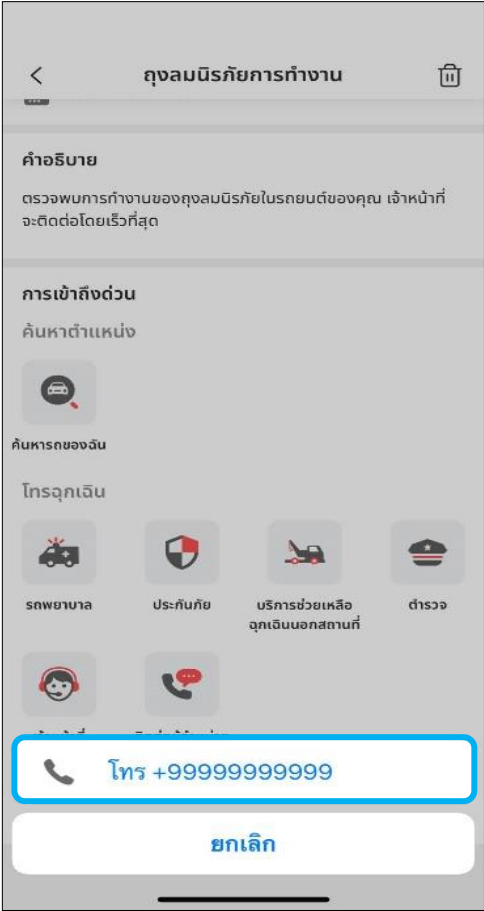 ถุงลมนิรภัยการทำงาน
คำอธิบาย
ตรวจพบการทำงานของถุงลมนิรภัยในรถยนต์ของคุณ เจ้าหน้าที่
จะติดต่อโดยเร็วที่สุด
การเข้าถึงด่วน
ค้นหาตำแหน่ง
ค้นหารถของฉัน
โทรฉุกเฉิน
รถพยาบาล
ประกันภัย
บริการช่วยเหลือ
ฉุกเฉินนอกสถานที่
ตำรวจ
โทร +99999999999
ยกเลิก